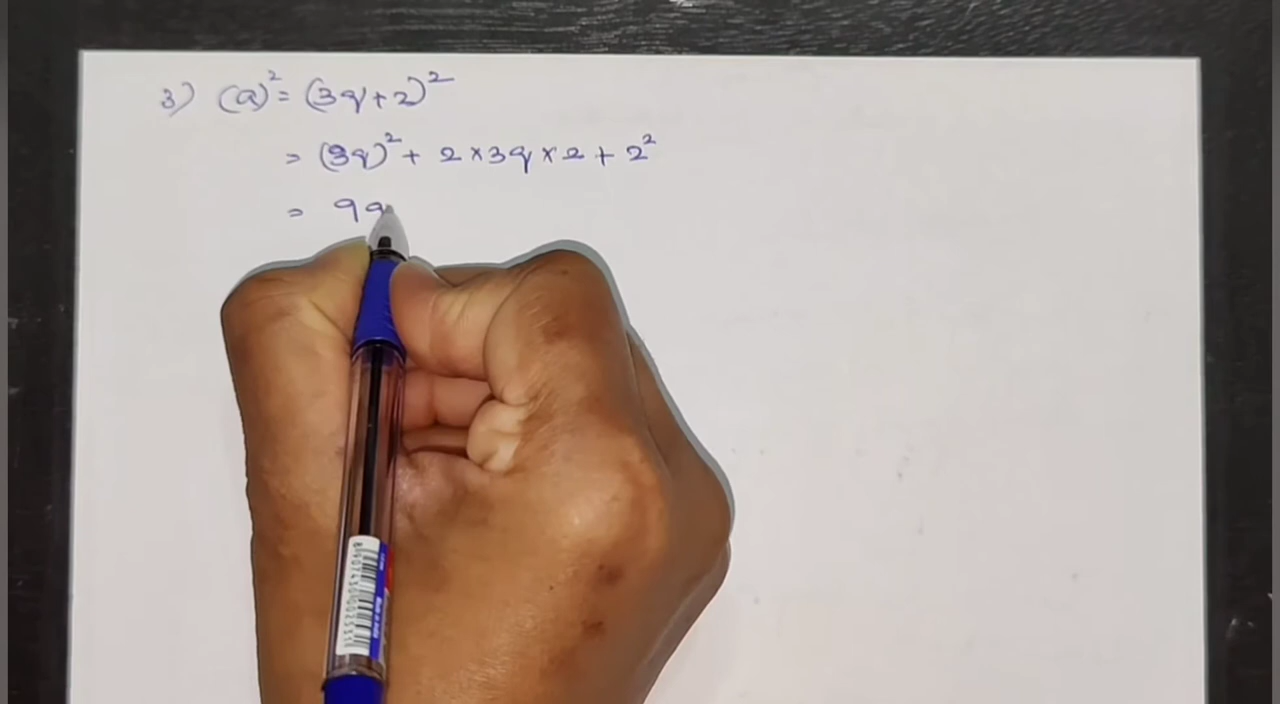 3) (a)² = (3q+2)²
= (3q)² + 2×3q×2 + 2²
= 9q